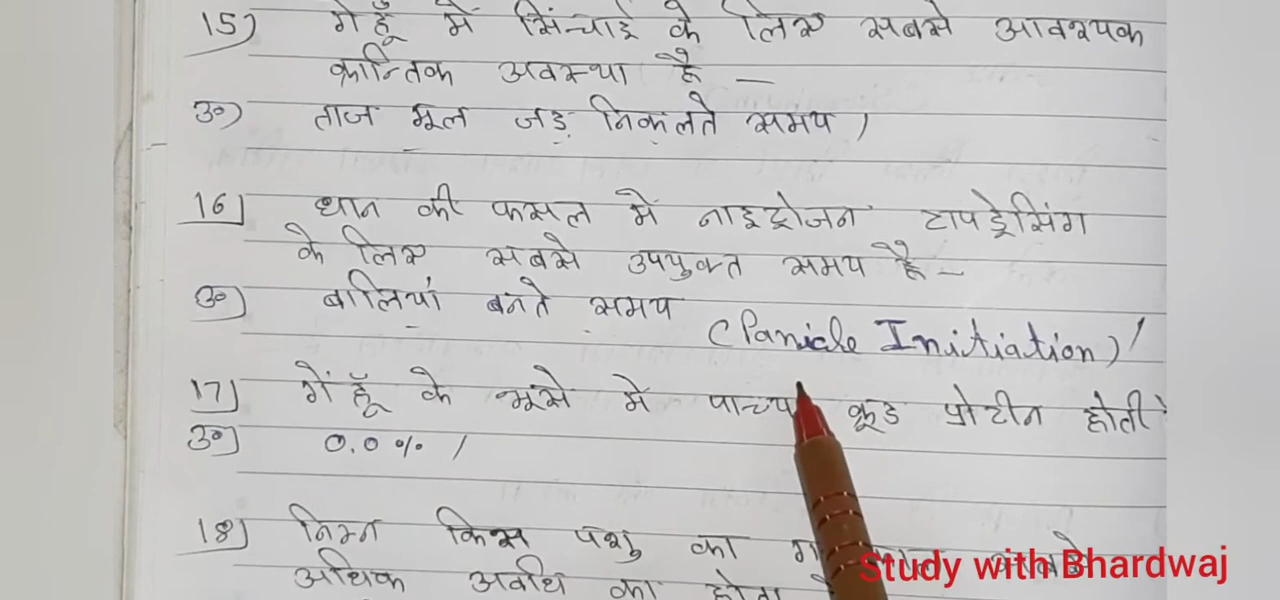 15) गेहूँ में सिंचाई के लिए सबसे आवश्यक
क्रान्तिक अवस्था है —
उ०) ताज मूल जड़ निकलते समय।
16] धान की फसल में नाइट्रोजन टापड्रेसिंग
के लिए सबसे उपयुक्त समय है —
उ०) बालियां बनते समय
(Panicle Initiation)।
17] गेंहूँ के भूसे में पाच्य क्रूड प्रोटीन होती
उ०) 0.0% ।
18] निम्न किस पशु का
अधिक अवधि का होता
Study with Bhardwaj